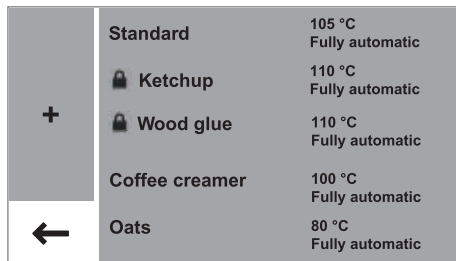 Standard 105 °C
Fully automatic
Ketchup 110 °C
Fully automatic
+
Wood glue 110 °C
Fully automatic
Coffee creamer 100 °C
Fully automatic
Oats 80 °C
Fully automatic